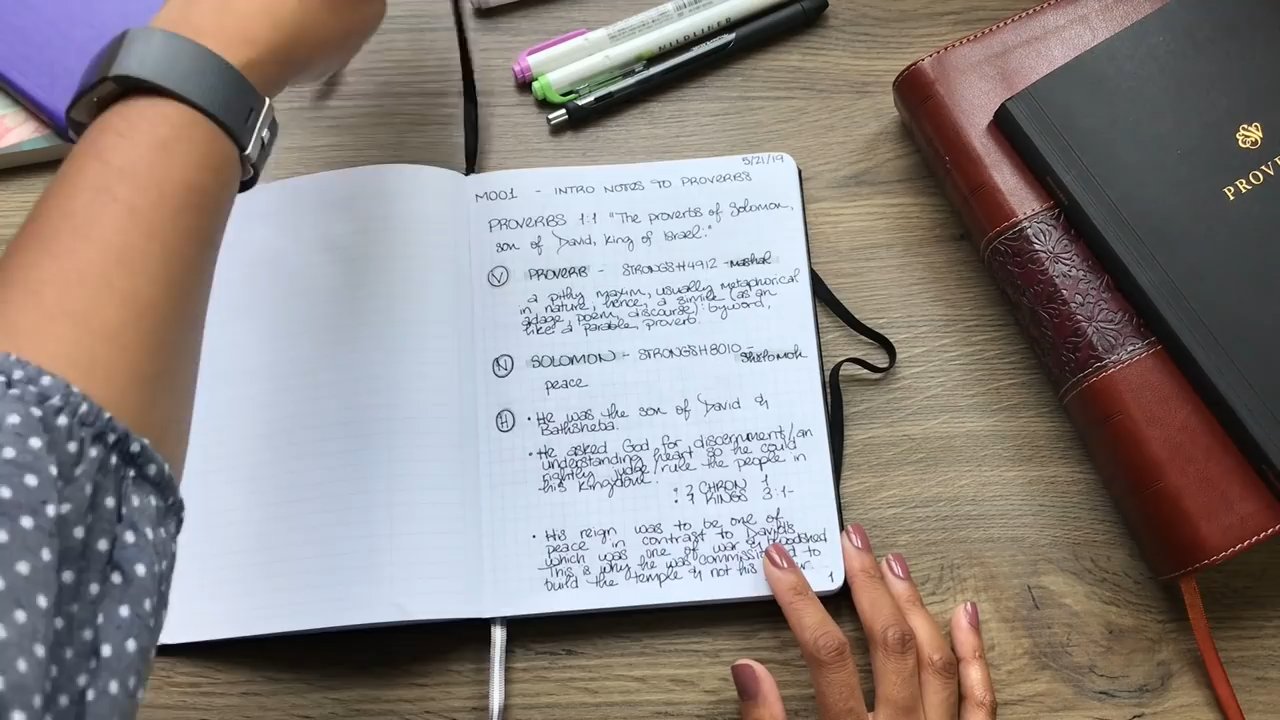 MILDLINER
PROVE
5/21/19
M001 - INTRO NOTES TO PROVERBS
PROVERBS 1:1 "The proverbs of Solomon,
son of David, King of Israel:"
V PROVERB - STRONGS H4912 - mashal
a pithy maxim, usually metaphorical
in nature; hence, a simile (as an
adage, poem, discourse): byword,
like a parable, proverb.
N SOLOMON - STRONGS H8010 - Shelomoh
peace
H • He was the son of David &
Bathsheba.
• He asked God for discernment/an
understanding heart so he could
rightly judge/rule the people in
his Kingdom.
: 2 CHRON 1
: 1 KINGS 3:1-
• His reign was to be one of
peace in contrast to David's
which was one of war & bloodshed
This is why he was commissioned to
build the temple & not his
1